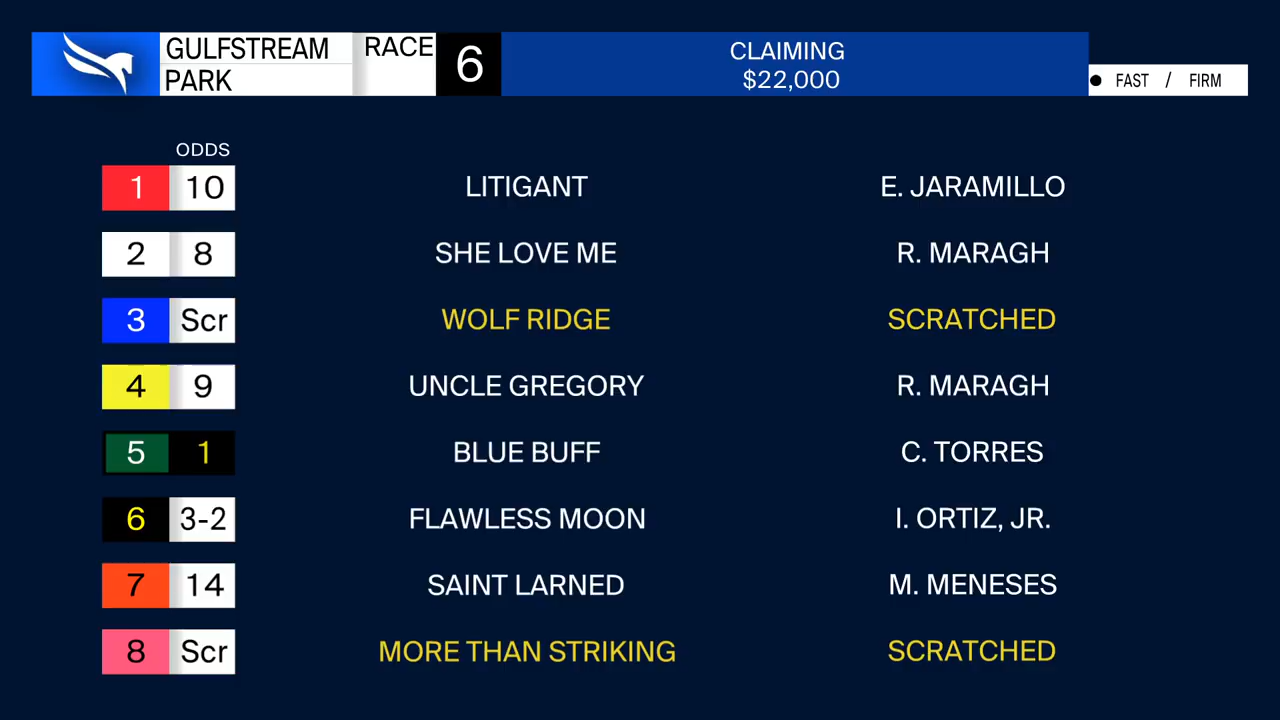 GULFSTREAM
PARK
RACE
6
CLAIMING
$22,000
FAST / FIRM
ODDS
1 10 LITIGANT E. JARAMILLO
2 8 SHE LOVE ME R. MARAGH
3 Scr WOLF RIDGE SCRATCHED
4 9 UNCLE GREGORY R. MARAGH
5 1 BLUE BUFF C. TORRES
6 3-2 FLAWLESS MOON I. ORTIZ, JR.
7 14 SAINT LARNED M. MENESES
8 Scr MORE THAN STRIKING SCRATCHED